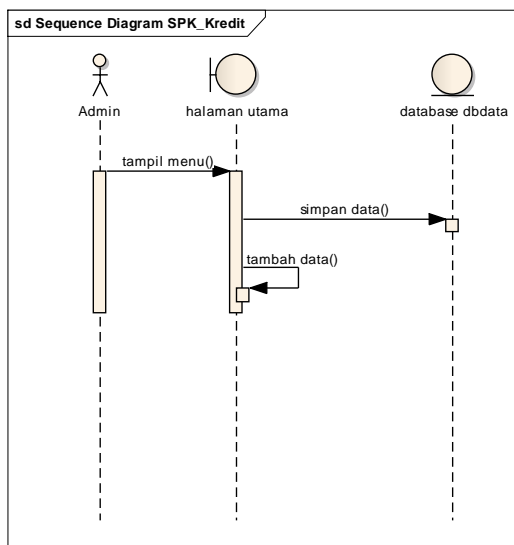 sd Sequence Diagram SPK_Kredit
Admin
halaman utama
database dbdata
tampil menu()
simpan data()
tambah data()